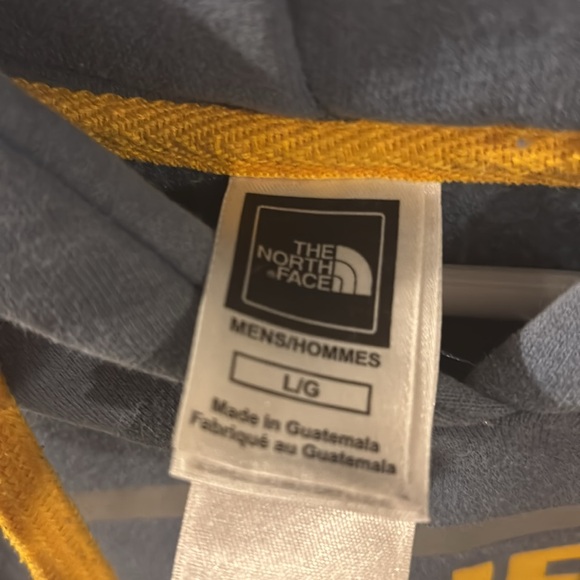 THE
NORTH
FACE
MENS/HOMMES
L/G
Made in Guatemala
Fabriqué au Guatemala